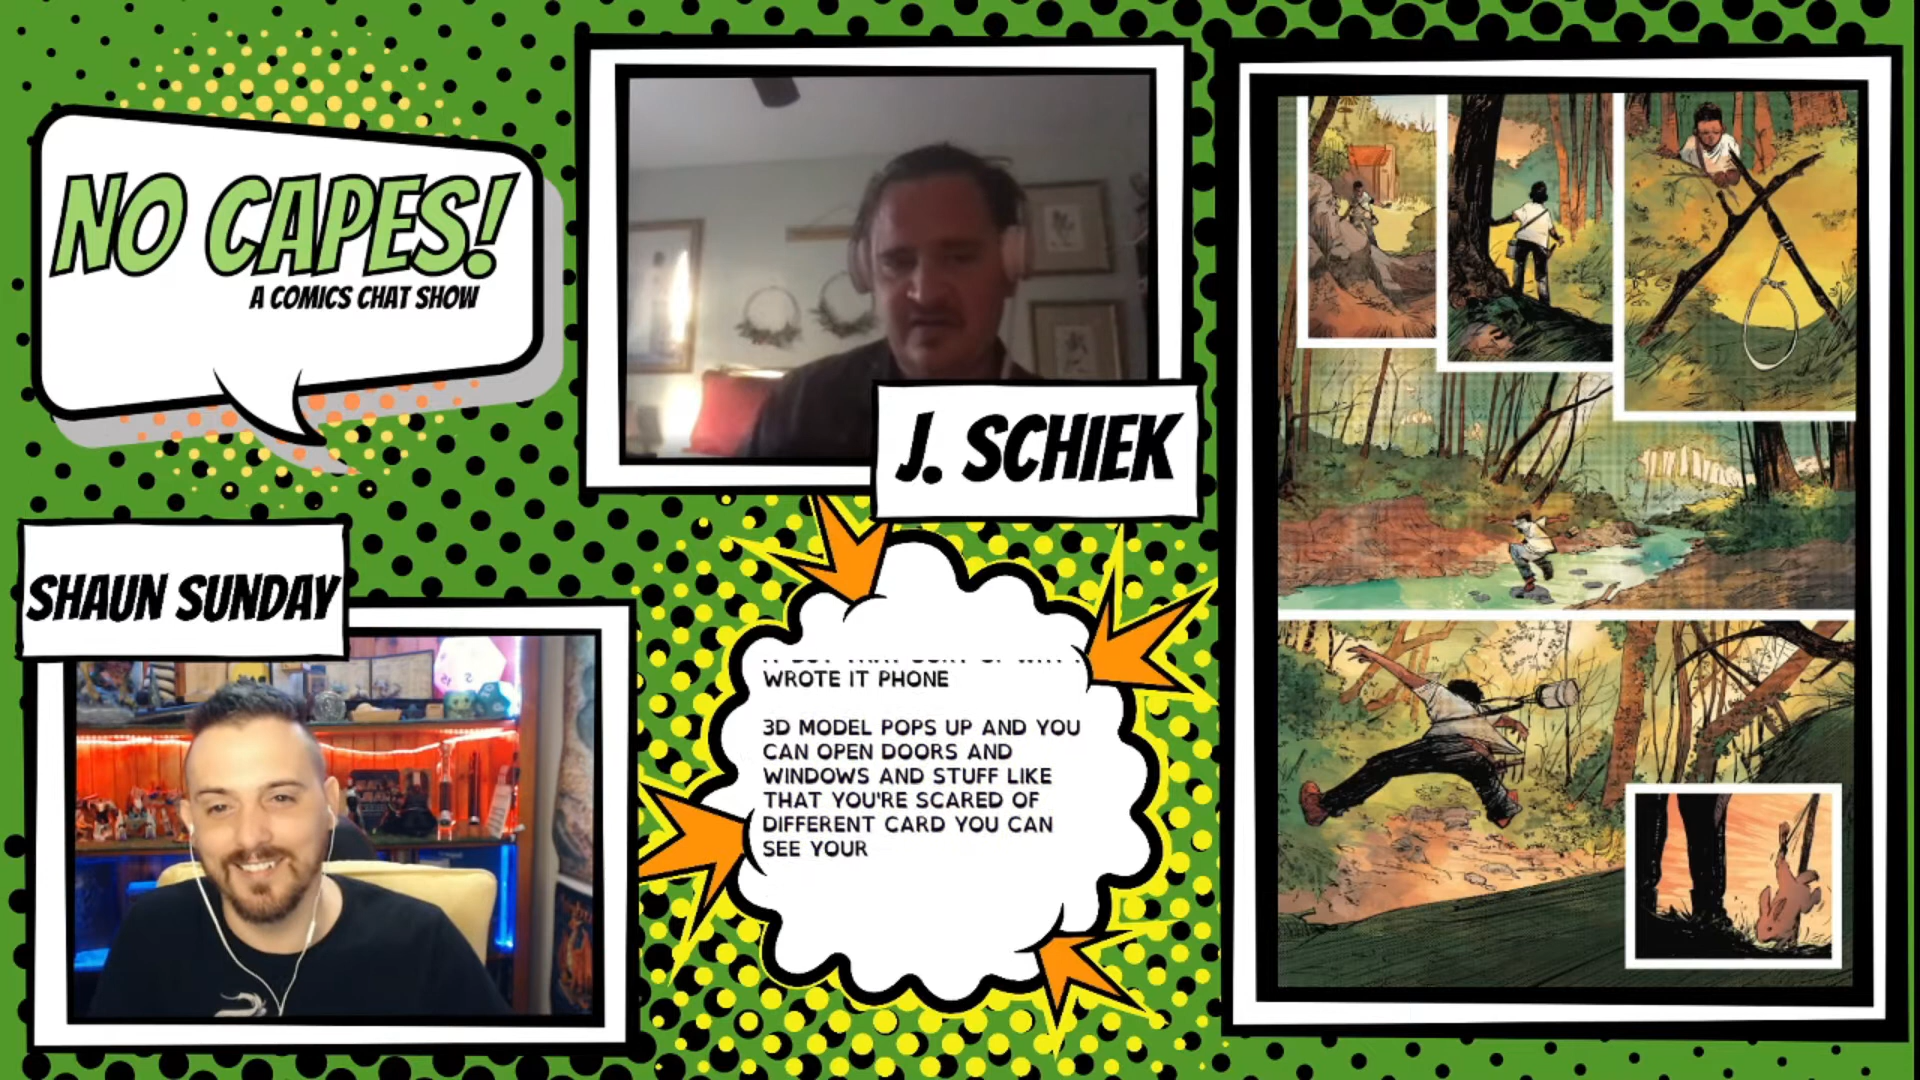 NO CAPES!
A COMICS CHAT SHOW
J. SCHIEK
SHAUN SUNDAY
WROTE IT PHONE
3D MODEL POPS UP AND YOU
CAN OPEN DOORS AND
WINDOWS AND STUFF LIKE
THAT YOU'RE SCARED OF
DIFFERENT CARD YOU CAN
SEE YOUR